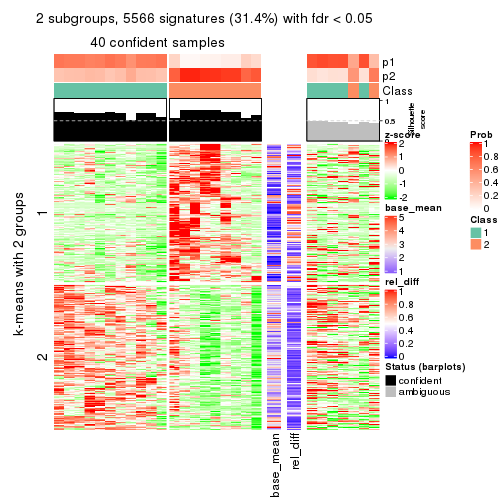 2 subgroups, 5566 signatures (31.4%) with fdr < 0.05
40 confident samples
p1
p2
Class
1
0.5
0
Silhouette
score
k-means with 2 groups
1
2
base_mean
rel_diff
z-score
2
1
0
-1
-2
base_mean
5
4
3
2
1
rel_diff
1
0.8
0.6
0.4
0.2
0
Status (barplots)
confident
ambiguous
Prob
1
0.8
0.6
0.4
0.2
0
Class
1
2